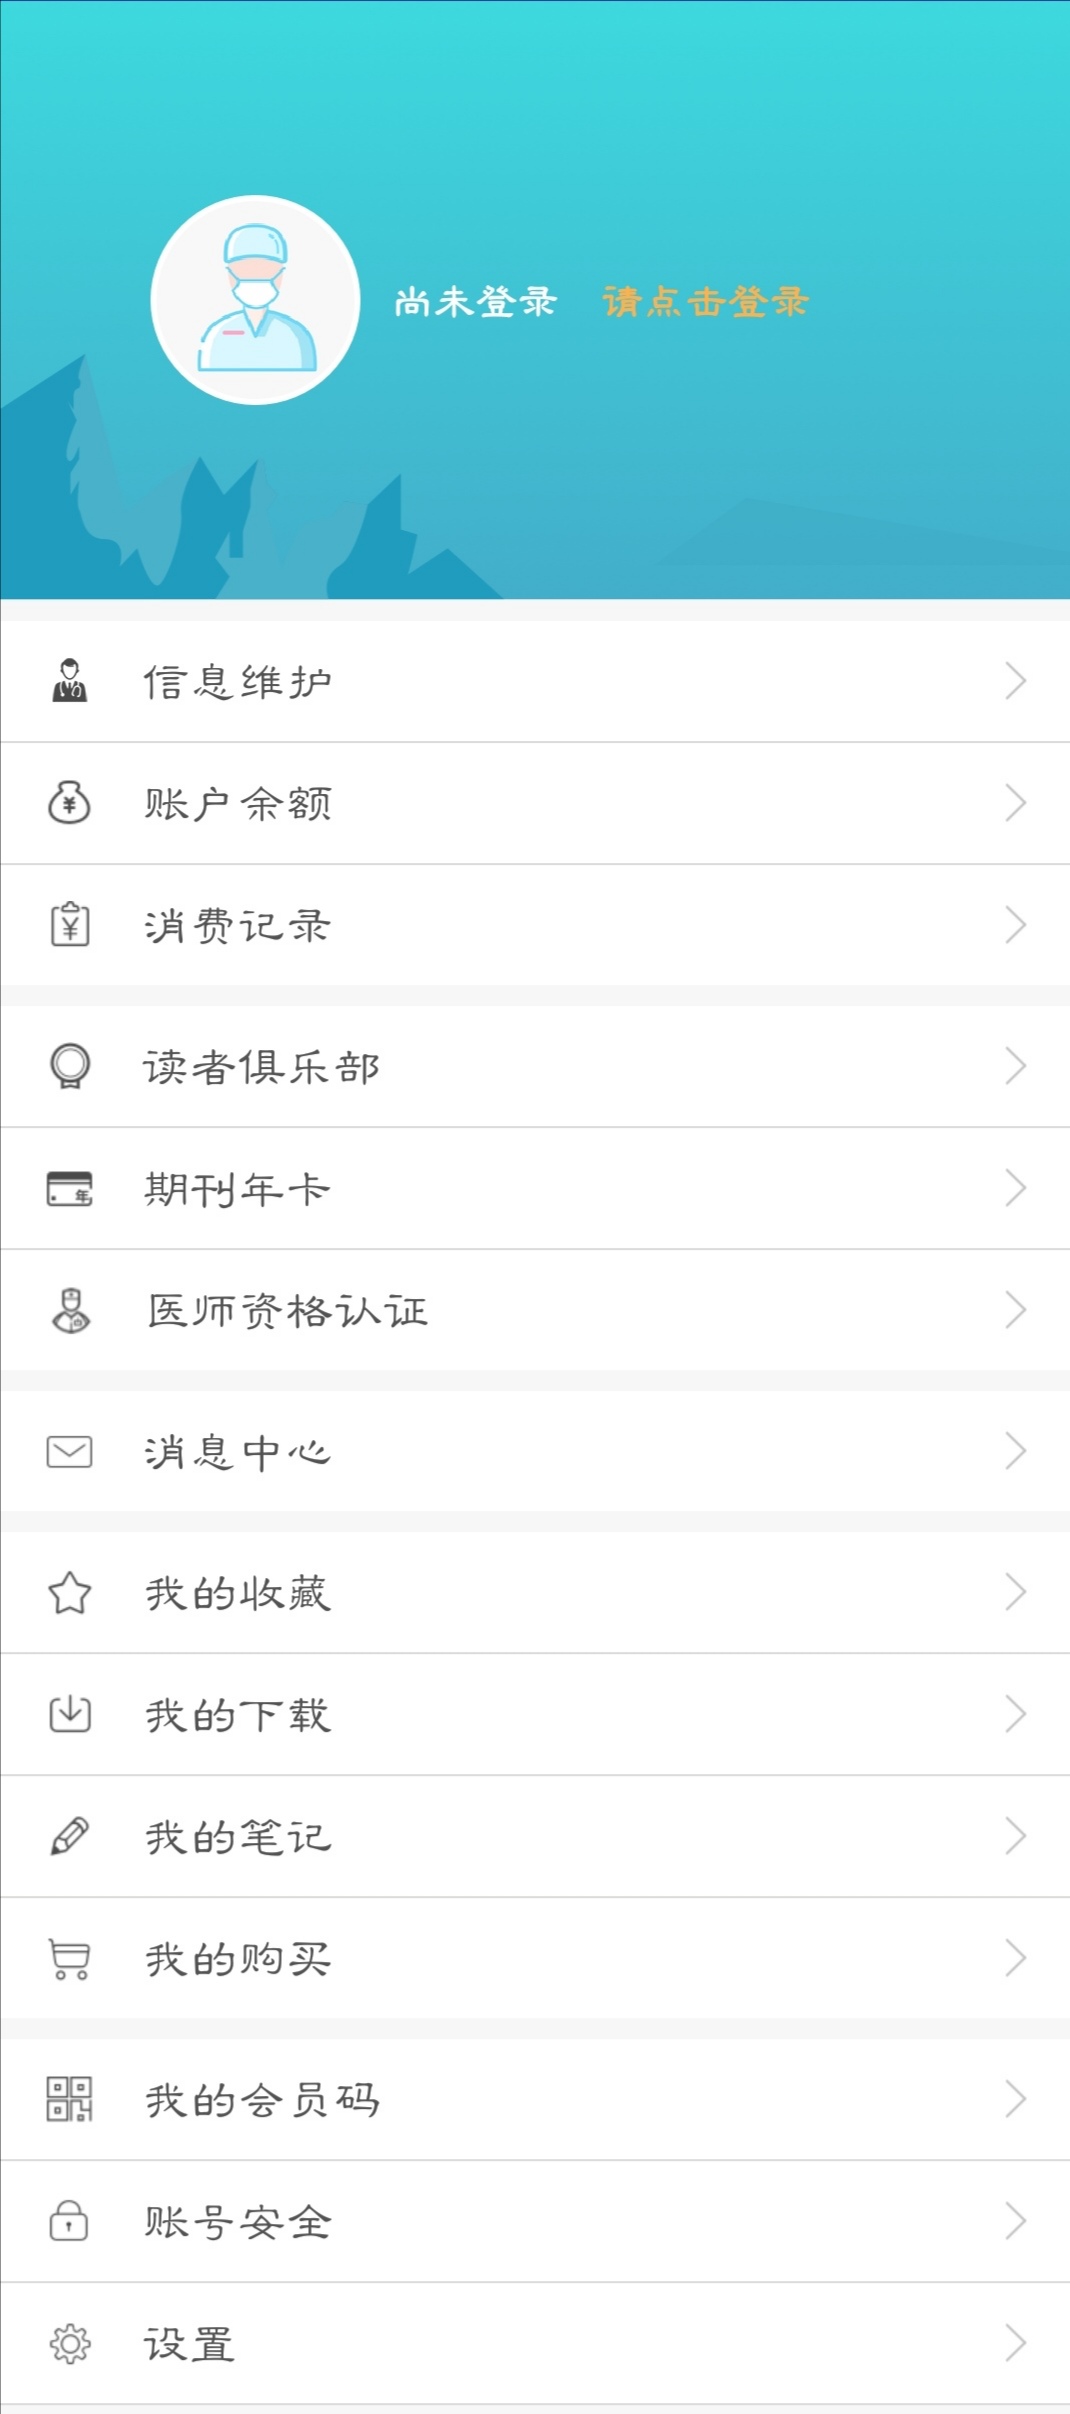 尚未登录 请点击登录
信息维护
账户余额
消费记录
读者俱乐部
年
期刊年卡
医师资格认证
消息中心
我的收藏
我的下载
我的笔记
我的购买
我的会员码
账号安全
设置